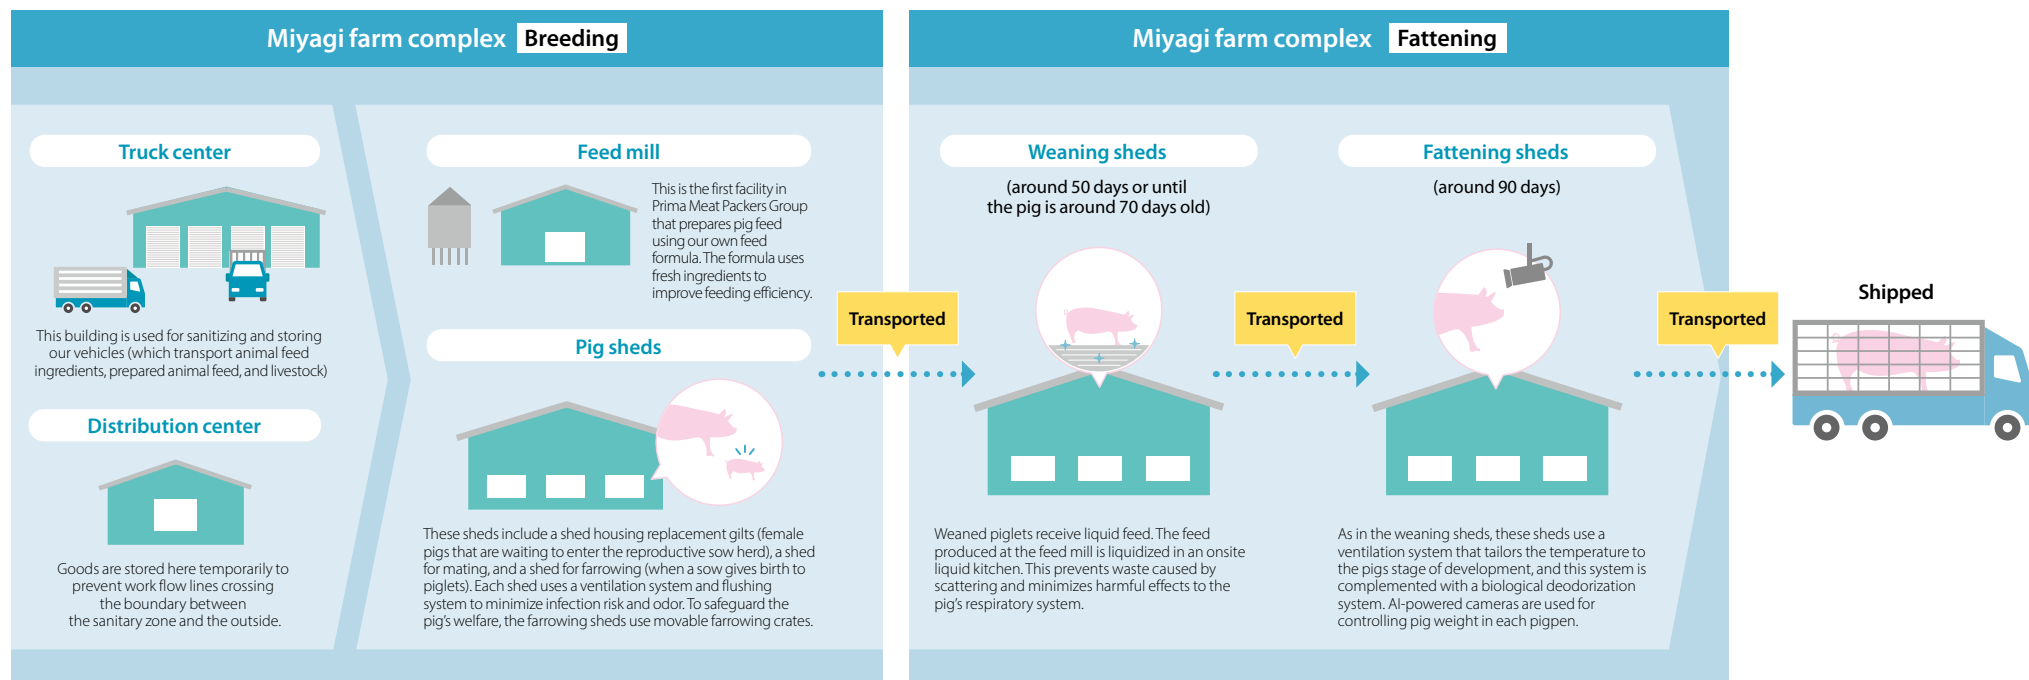 Miyagi farm complex Breeding
Truck center
This building is used for sanitizing and storing
our vehicles (which transport animal feed
ingredients, prepared animal feed, and livestock)
Distribution center
Goods are stored here temporarily to
prevent work flow lines crossing
the boundary between
the sanitary zone and the outside.
Feed mill
This is the first facility in
Prima Meat Packers Group
that prepares pig feed
using our own feed
formula. The formula uses
fresh ingredients to
improve feeding efficiency.
Pig sheds
These sheds include a shed housing replacement gilts (female
pigs that are waiting to enter the reproductive sow herd), a shed
for mating, and a shed for farrowing (when a sow gives birth to
piglets). Each shed uses a ventilation system and flushing
system to minimize infection risk and odor. To safeguard the
pig's welfare, the farrowing sheds use movable farrowing crates.
Transported
Miyagi farm complex Fattening
Weaning sheds
(around 50 days or until
the pig is around 70 days old)
Weaned piglets receive liquid feed. The feed
produced at the feed mill is liquidized in an onsite
liquid kitchen. This prevents waste caused by
scattering and minimizes harmful effects to the
pig's respiratory system.
Transported
Fattening sheds
(around 90 days)
As in the weaning sheds, these sheds use a
ventilation system that tailors the temperature to
the pigs stage of development, and this system is
complemented with a biological deodorization
system. AI-powered cameras are used for
controlling pig weight in each pigpen.
Transported
Shipped